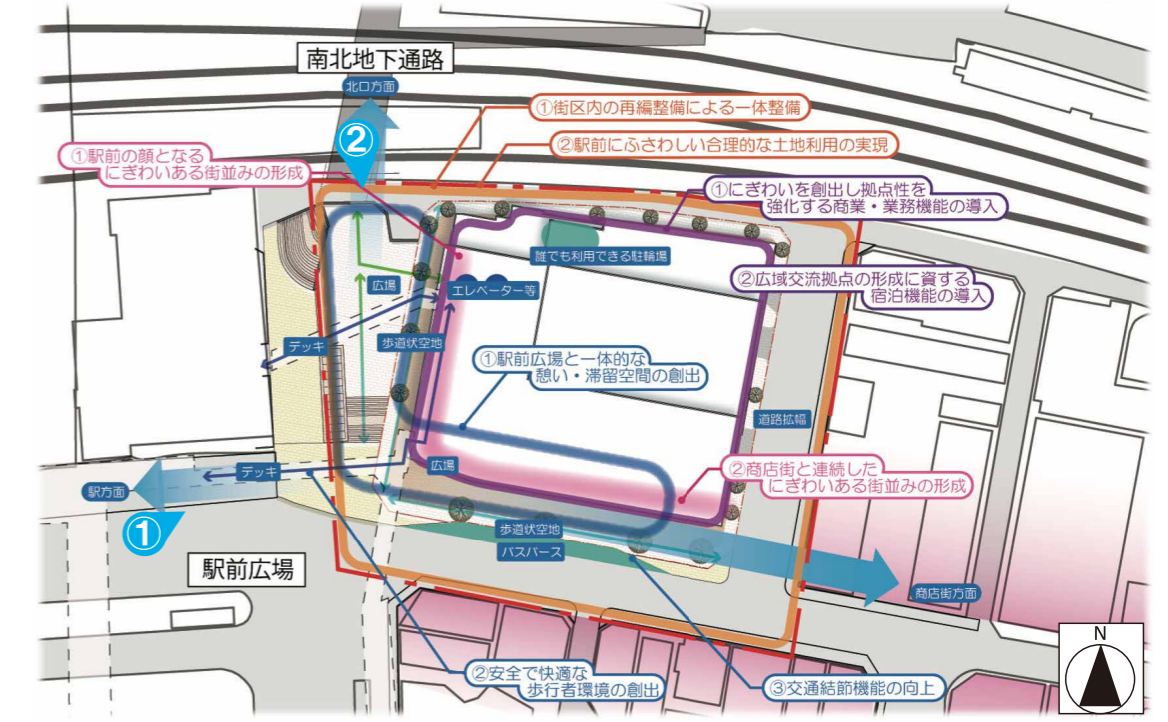 南北地下通路
北口方面
②
①街区内の再編整備による一体整備
②駅前にふさわしい合理的な土地利用の実現
①駅前の顔となる
にぎわいある街並みの形成
①にぎわいを創出し拠点性を
強化する商業・業務機能の導入
誰でも利用できる駐輪場
②広域交流拠点の形成に資する
宿泊機能の導入
広場
エレベーター等
デッキ
歩道状空地
①駅前広場と一体的な
憩い・滞留空間の創出
道路拡幅
デッキ
広場
②商店街と連続した
にぎわいある街並みの形成
駅方面
①
歩道状空地
バスバース
駅前広場
商店街方面
②安全で快適な
歩行者環境の創出
③交通結節機能の向上
N